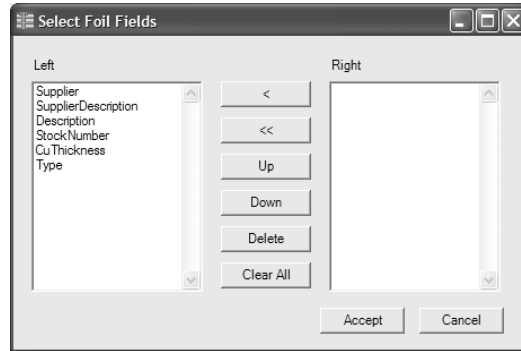 Select Foil Fields
Left
Right
Supplier
SupplierDescription
Description
StockNumber
CuThickness
Type
<
<<
Up
Down
Delete
Clear All
Accept
Cancel